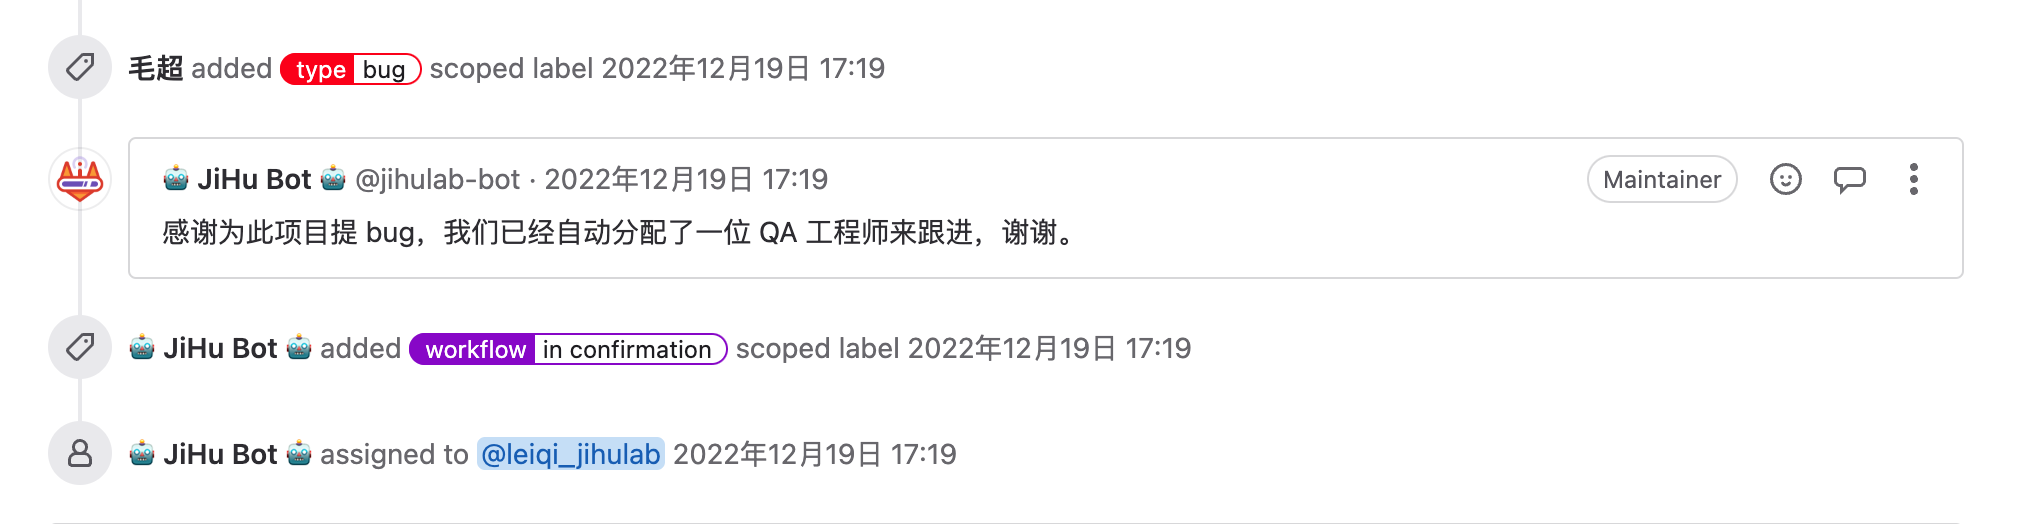 毛超 added type bug scoped label 2022年12月19日 17:19
🤖 JiHu Bot 🤖 @jihulab-bot · 2022年12月19日 17:19 Maintainer
感谢为此项目提 bug，我们已经自动分配了一位 QA 工程师来跟进，谢谢。
🤖 JiHu Bot 🤖 added workflow in confirmation scoped label 2022年12月19日 17:19
🤖 JiHu Bot 🤖 assigned to @leiqi_jihulab 2022年12月19日 17:19